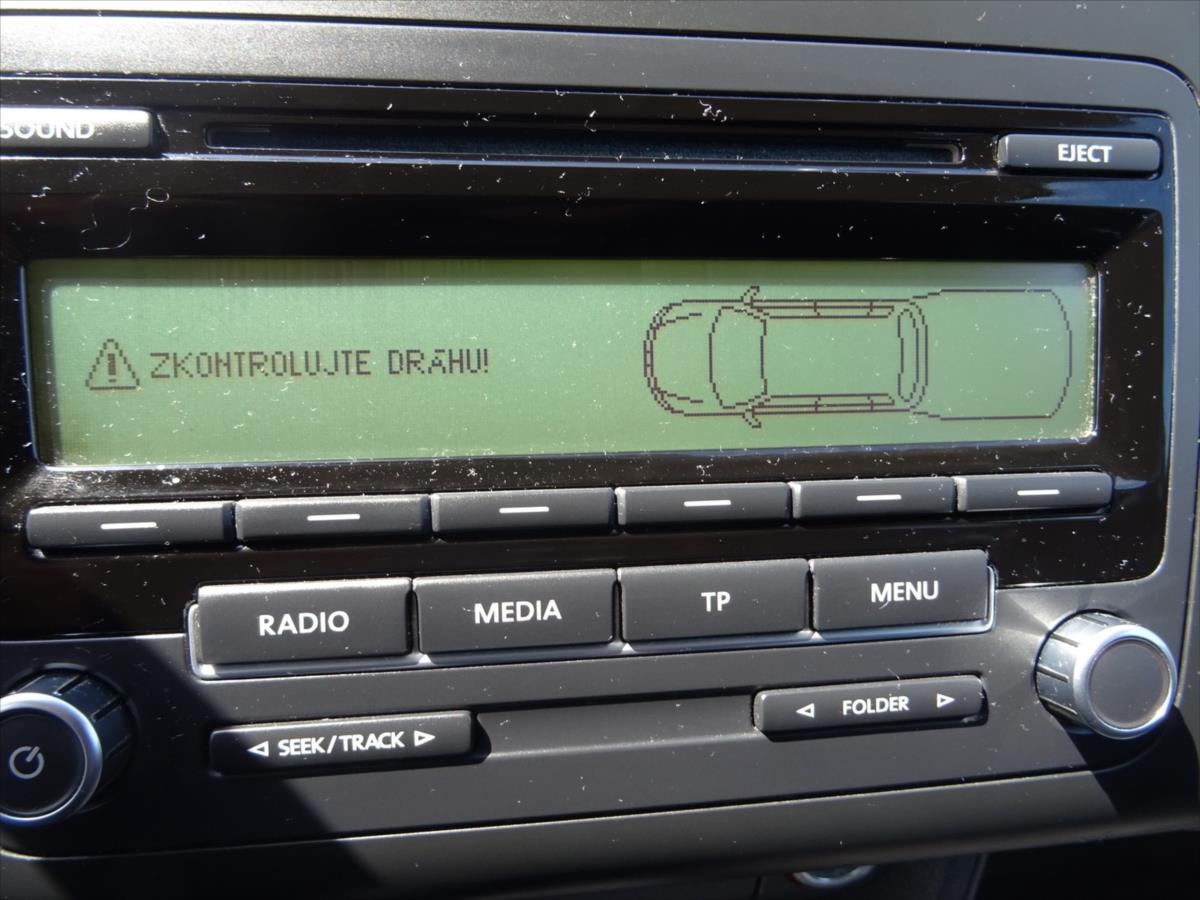 SOUND
EJECT
ZKONTROLUJTE DRÁHU!
RADIO
MEDIA
TP
MENU
SEEK/TRACK
FOLDER